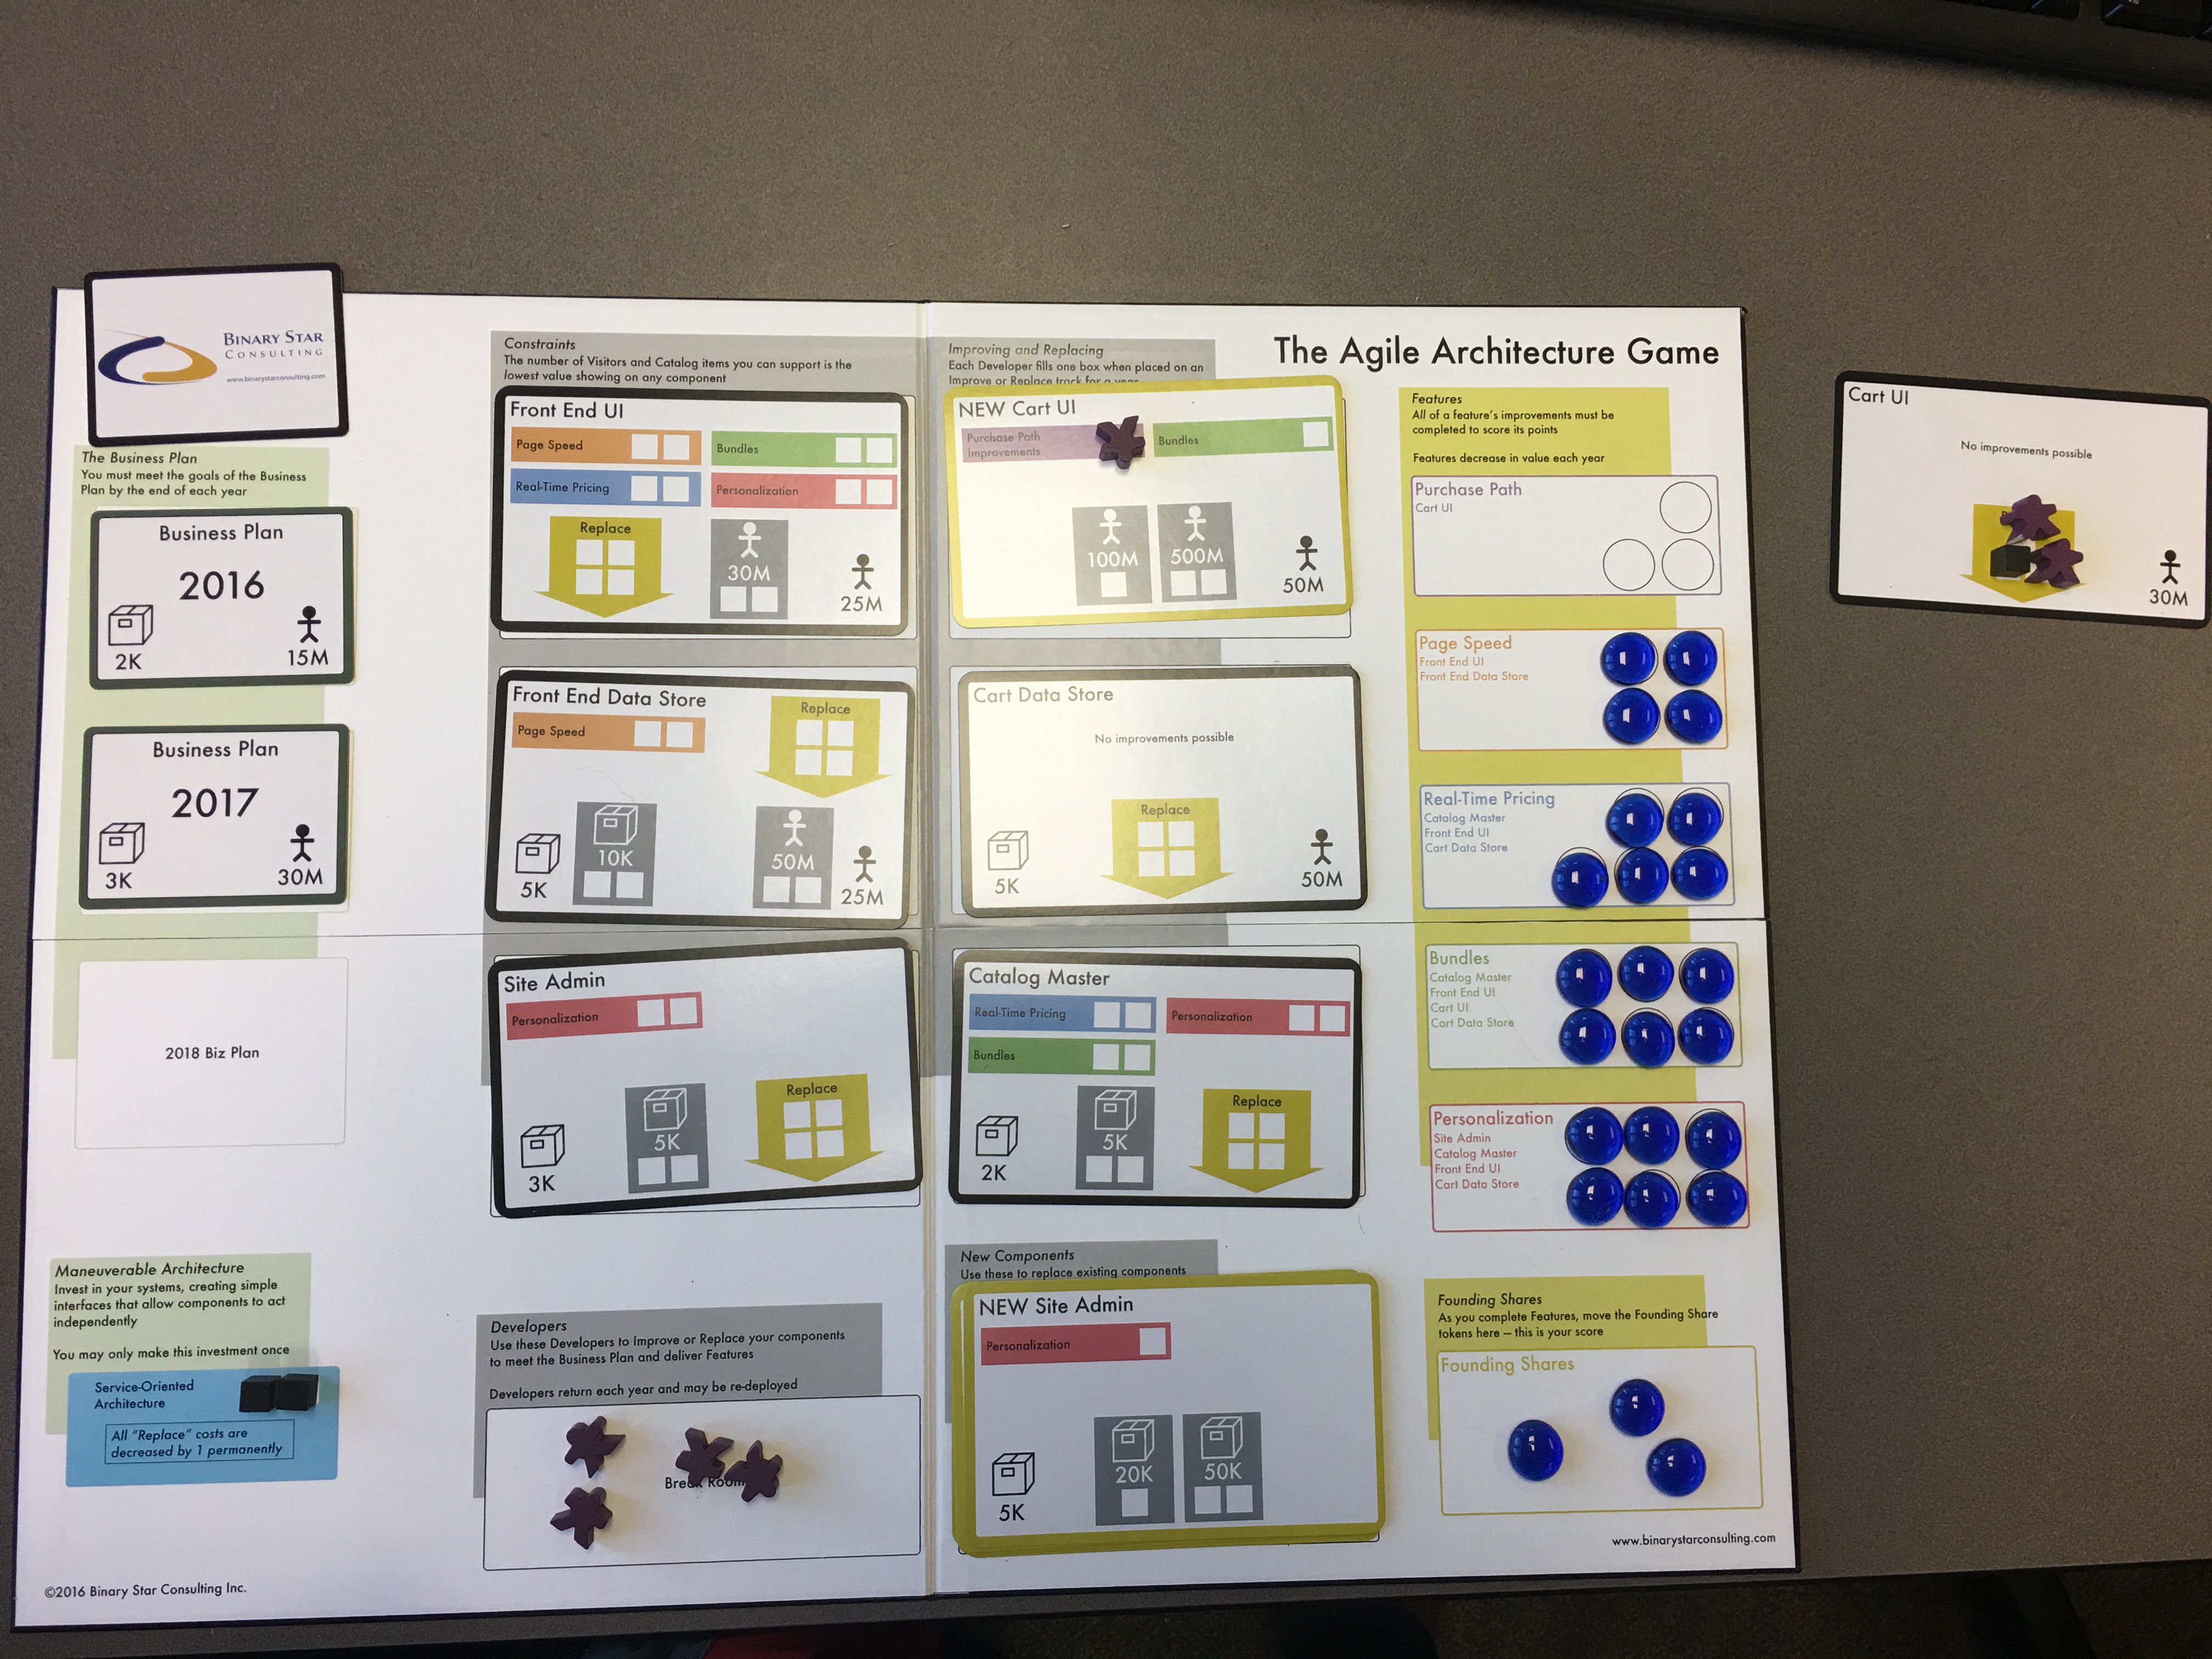 The Agile Architecture Game
BINARY STAR
CONSULTING
www.binarystarconsulting.com
The Business Plan
You must meet the goals of the Business
Plan by the end of each year
Business Plan
2016
2K
15M
Business Plan
2017
3K
30M
2018 Biz Plan
Maneuverable Architecture
Invest in your systems, creating simple
interfaces that allow components to act
independently
You may only make this investment once
Service-Oriented
Architecture
All "Replace" costs are
decreased by 1 permanently
©2016 Binary Star Consulting Inc.
Constraints
The number of Visitors and Catalog items you can support is the
lowest value showing on any component
Front End UI
Page Speed
Bundles
Real-Time Pricing
Personalization
Replace
30M
25M
Front End Data Store
Page Speed
Replace
5K
10K
50M
25M
Site Admin
Personalization
3K
5K
Replace
Developers
Use these Developers to Improve or Replace your components
to meet the Business Plan and deliver Features
Developers return each year and may be re-deployed
Improving and Replacing
Each Developer fills one box when placed on an
Improve or Replace track for a year
NEW Cart UI
Purchase Path
Improvements
Bundles
100M
500M
50M
Cart Data Store
No improvements possible
Replace
5K
50M
Catalog Master
Real-Time Pricing
Personalization
Bundles
2K
5K
Replace
New Components
Use these to replace existing components
NEW Site Admin
Personalization
5K
20K
50K
Features
All of a feature's improvements must be
completed to score its points
Features decrease in value each year
Purchase Path
Cart UI
Page Speed
Front End UI
Front End Data Store
Real-Time Pricing
Catalog Master
Front End UI
Cart Data Store
Bundles
Catalog Master
Front End UI
Cart UI
Cart Data Store
Personalization
Site Admin
Catalog Master
Front End UI
Cart Data Store
Founding Shares
As you complete Features, move the Founding Share
tokens here – this is your score
Founding Shares
www.binarystarconsulting.com
Cart UI
No improvements possible
30M